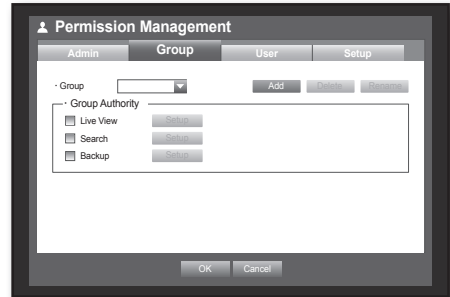 Permission Management
Admin Group User Setup
· Group Add Delete Rename
· Group Authority
Live View Setup
Search Setup
Backup Setup
OK Cancel